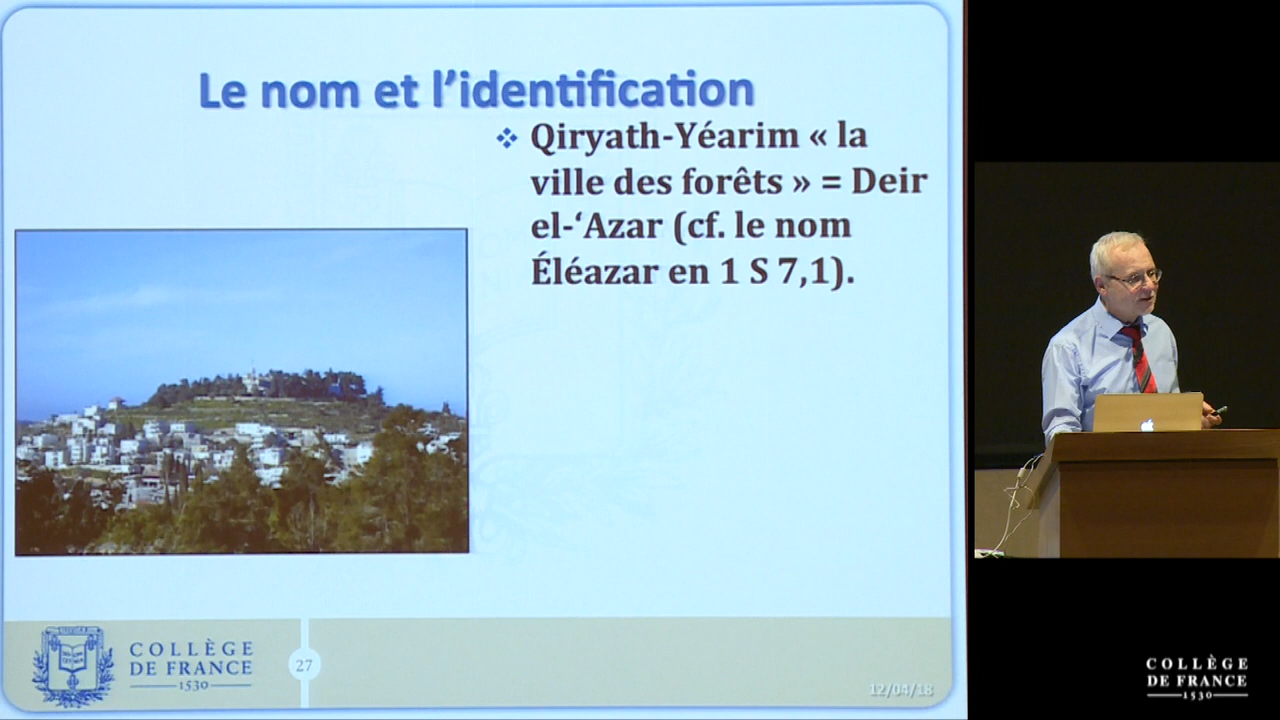 Le nom et l’identification
❖ Qiryath-Yéarim « la
ville des forêts » = Deir
el-‘Azar (cf. le nom
Éléazar en 1 S 7,1).
COLLÈGE
DE FRANCE
1530
27
12/04/18
COLLÈGE
DE FRANCE
1530